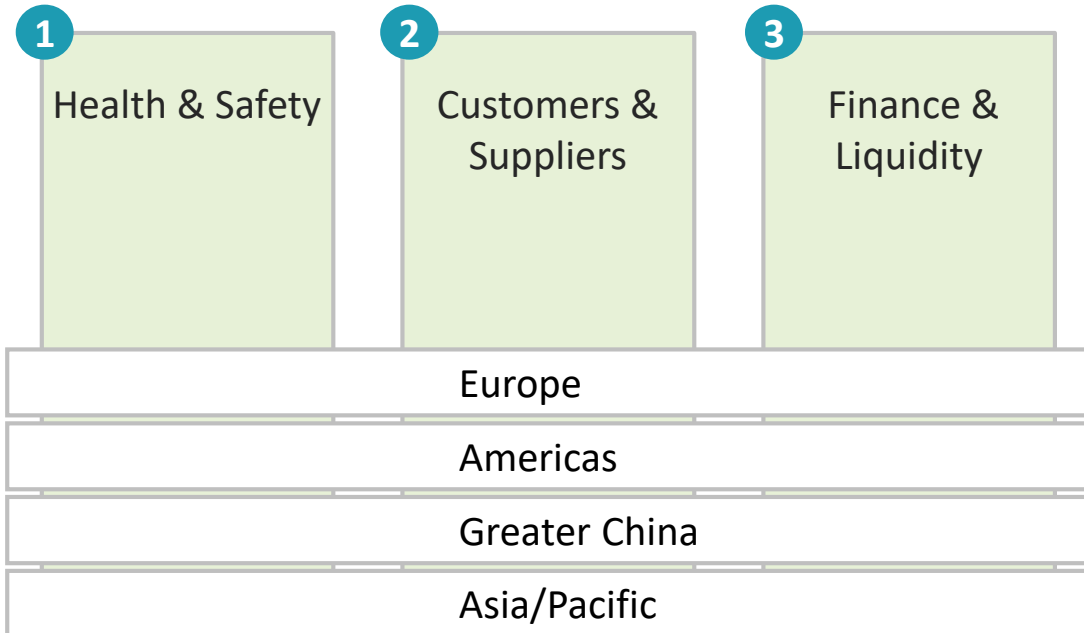 1
Health & Safety
2
Customers &
Suppliers
3
Finance &
Liquidity
Europe
Americas
Greater China
Asia/Pacific